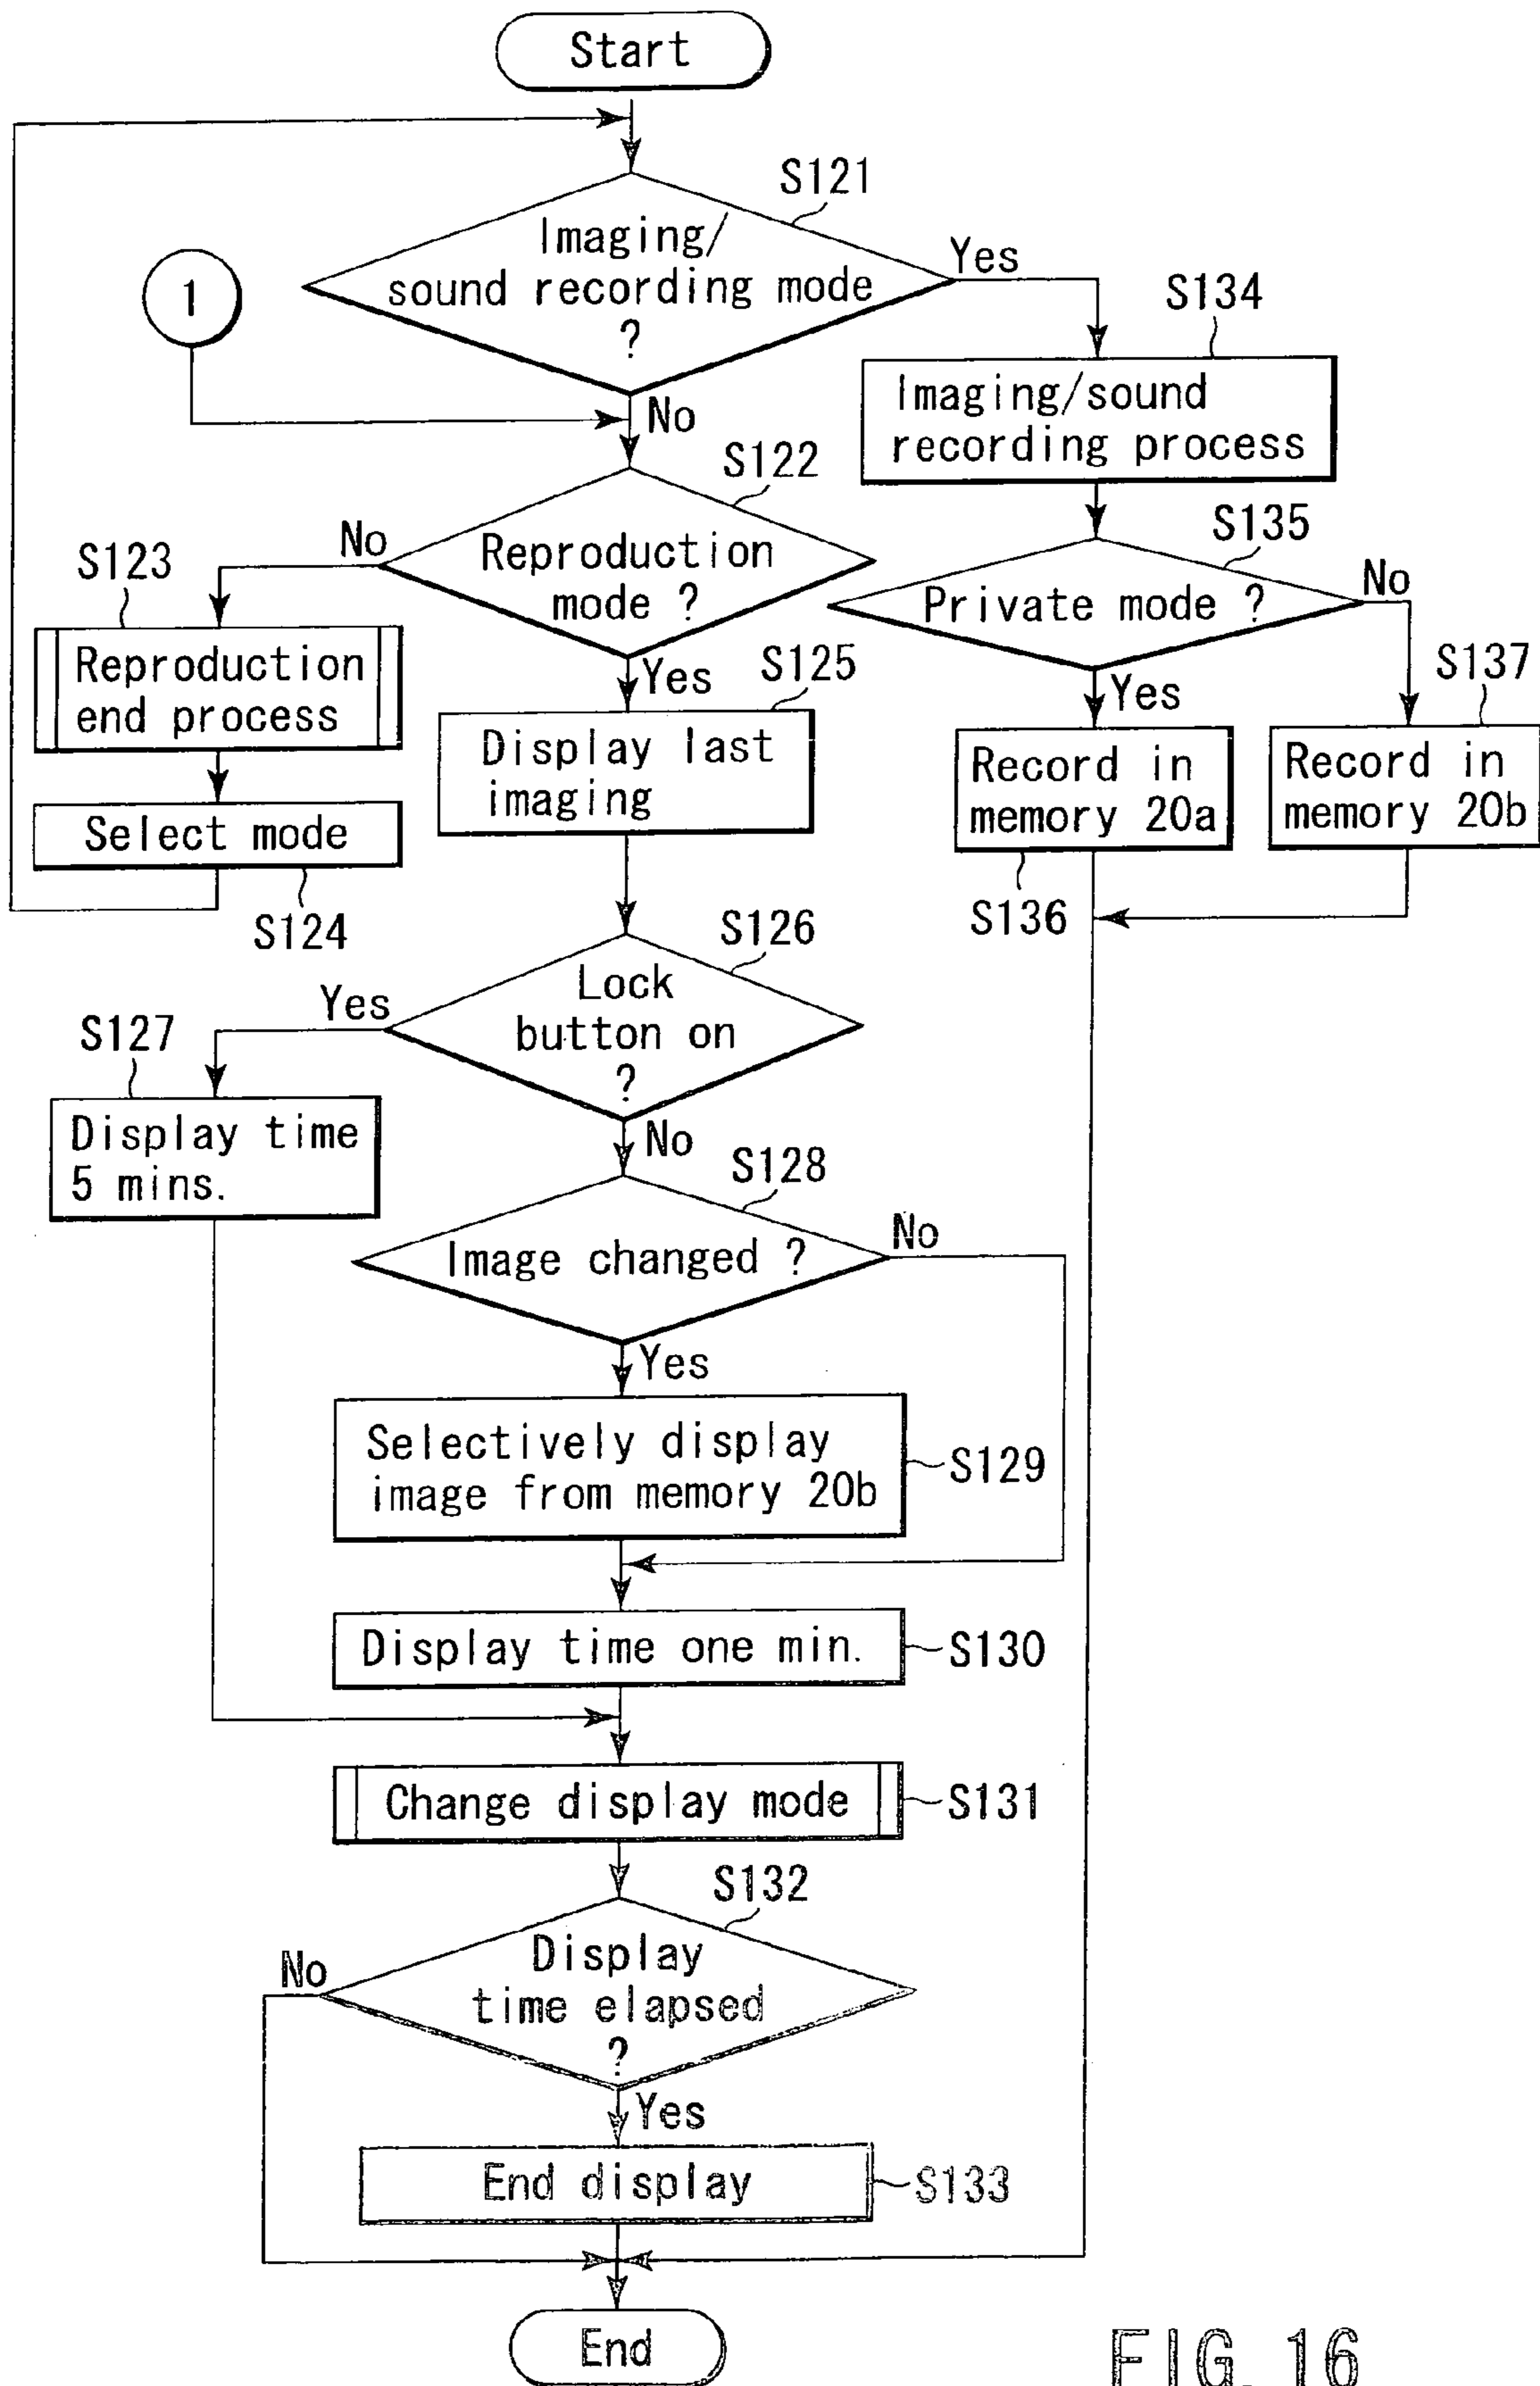 Start
S121
Imaging/
sound recording mode
?
Yes
No
1
S134
Imaging/sound
recording process
S122
Reproduction
mode ?
No
Yes
S123
Reproduction
end process
Select mode
S124
S125
Display last
imaging
S135
Private mode ?
No
Yes
S137
Record in
memory 20a
S136
Record in
memory 20b
S126
Lock
button on
?
Yes
No
S127
Display time
5 mins.
S128
Image changed ?
No
Yes
Selectively display
image from memory 20b
S129
Display time one min.
S130
Change display mode
S131
S132
Display
time elapsed
?
No
Yes
End display
S133
End
FIG. 16